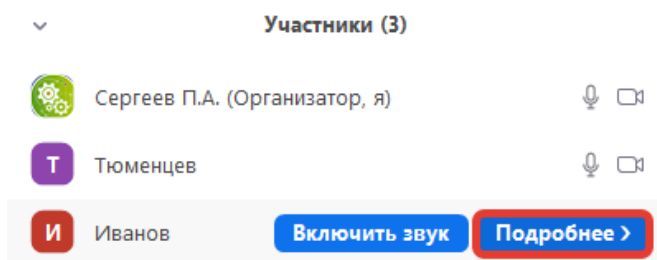 Участники (3)
Сергеев П.А. (Организатор, я)
Т Тюменцев
И Иванов Включить звук Подробнее >